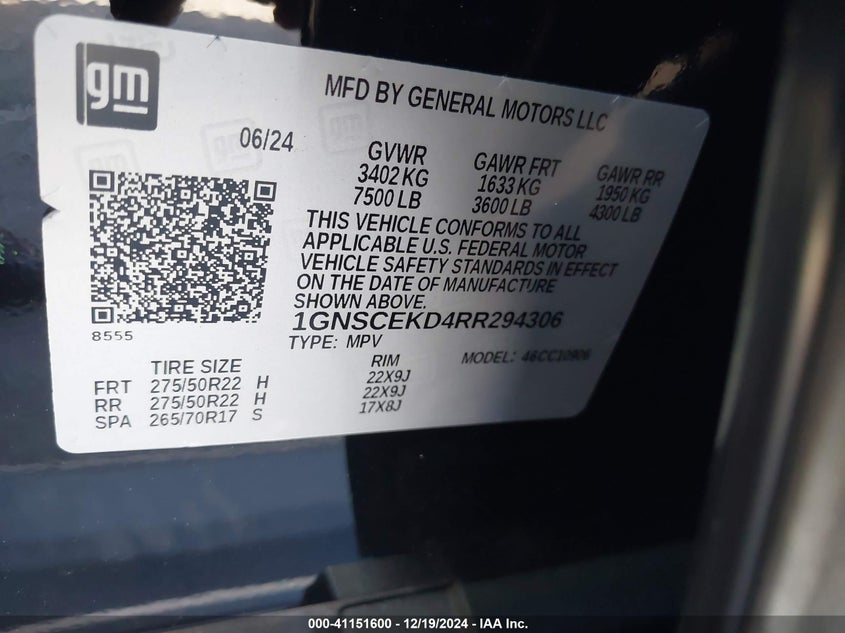 gm
MFD BY GENERAL MOTORS LLC
06/24
GVWR GAWR FRT GAWR RR
3402 KG 1633 KG 1950 KG
7500 LB 3600 LB 4300 LB
THIS VEHICLE CONFORMS TO ALL
APPLICABLE U.S. FEDERAL MOTOR
VEHICLE SAFETY STANDARDS IN EFFECT
ON THE DATE OF MANUFACTURE
SHOWN ABOVE.
8555
1GNSCEKD4RR294306
TYPE: MPV MODEL: 46CC10906
TIRE SIZE RIM
FRT 275/50R22 H 22X9J
RR 275/50R22 H 22X9J
SPA 265/70R17 S 17X8J
000-41151600 - 12/19/2024 - IAA Inc.